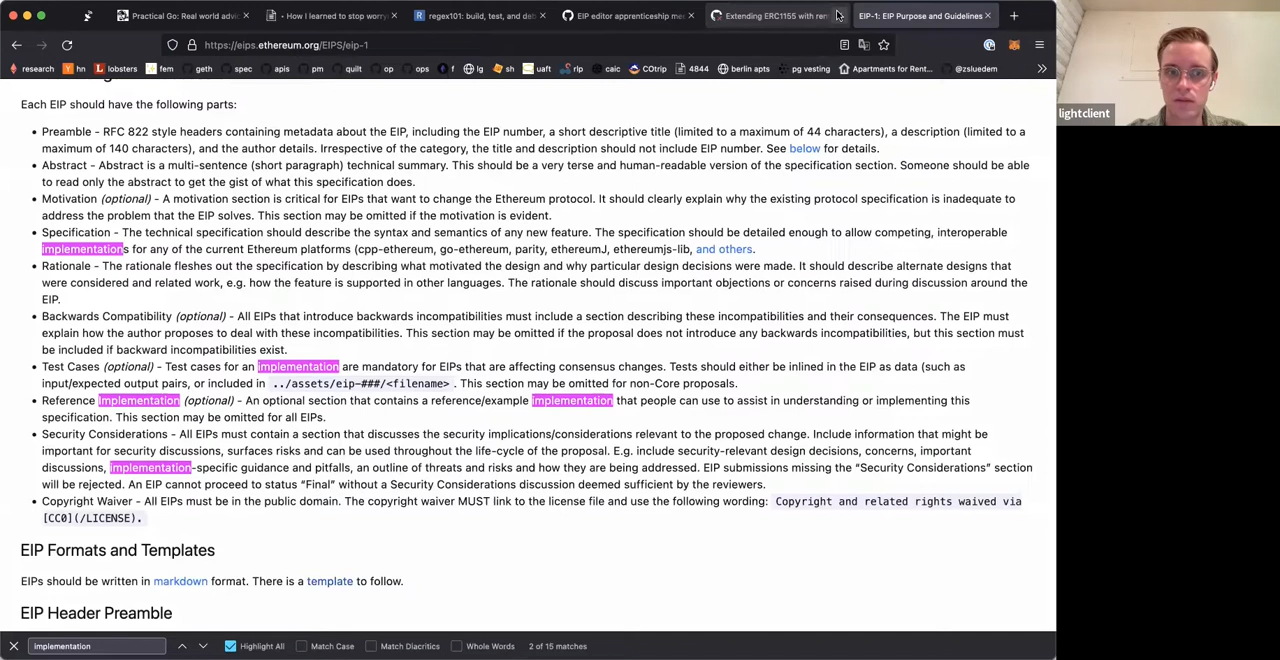 Practical Go: Real world advi
· How I learned to stop worry
regex101: build, test, and de
EIP editor apprenticeship me
Extending ERC1155 with ren
EIP-1: EIP Purpose and Guidelines
https://eips.ethereum.org/EIPS/eip-1
research hn lobsters fem geth spec apis pm quilt op ops f lg sh uaft rlp caic COtrip 4844 berlin apts pg vesting Apartments for Rent... @zsluedem
lightclient
Each EIP should have the following parts:
• Preamble - RFC 822 style headers containing metadata about the EIP, including the EIP number, a short descriptive title (limited to a maximum of 44 characters), a description (limited to a
maximum of 140 characters), and the author details. Irrespective of the category, the title and description should not include EIP number. See below for details.
• Abstract - Abstract is a multi-sentence (short paragraph) technical summary. This should be a very terse and human-readable version of the specification section. Someone should be able
to read only the abstract to get the gist of what this specification does.
• Motivation (optional) - A motivation section is critical for EIPs that want to change the Ethereum protocol. It should clearly explain why the existing protocol specification is inadequate to
address the problem that the EIP solves. This section may be omitted if the motivation is evident.
• Specification - The technical specification should describe the syntax and semantics of any new feature. The specification should be detailed enough to allow competing, interoperable
implementations for any of the current Ethereum platforms (cpp-ethereum, go-ethereum, parity, ethereumJ, ethereumjs-lib, and others.
• Rationale - The rationale fleshes out the specification by describing what motivated the design and why particular design decisions were made. It should describe alternate designs that
were considered and related work, e.g. how the feature is supported in other languages. The rationale should discuss important objections or concerns raised during discussion around the
EIP.
• Backwards Compatibility (optional) - All EIPs that introduce backwards incompatibilities must include a section describing these incompatibilities and their consequences. The EIP must
explain how the author proposes to deal with these incompatibilities. This section may be omitted if the proposal does not introduce any backwards incompatibilities, but this section must
be included if backward incompatibilities exist.
• Test Cases (optional) - Test cases for an implementation are mandatory for EIPs that are affecting consensus changes. Tests should either be inlined in the EIP as data (such as
input/expected output pairs, or included in ../assets/eip-###/<filename>. This section may be omitted for non-Core proposals.
• Reference Implementation (optional) - An optional section that contains a reference/example implementation that people can use to assist in understanding or implementing this
specification. This section may be omitted for all EIPs.
• Security Considerations - All EIPs must contain a section that discusses the security implications/considerations relevant to the proposed change. Include information that might be
important for security discussions, surfaces risks and can be used throughout the life-cycle of the proposal. E.g. include security-relevant design decisions, concerns, important
discussions, implementation-specific guidance and pitfalls, an outline of threats and risks and how they are being addressed. EIP submissions missing the “Security Considerations” section
will be rejected. An EIP cannot proceed to status “Final” without a Security Considerations discussion deemed sufficient by the reviewers.
• Copyright Waiver - All EIPs must be in the public domain. The copyright waiver MUST link to the license file and use the following wording: Copyright and related rights waived via
[CC0](/LICENSE).
EIP Formats and Templates
EIPs should be written in markdown format. There is a template to follow.
EIP Header Preamble
implementation
Highlight All
Match Case
Match Diacritics
Whole Words
2 of 15 matches